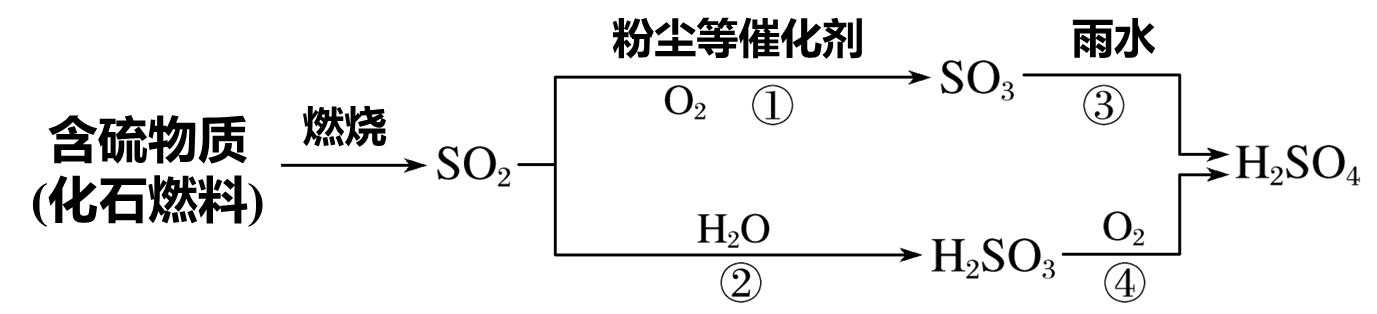 粉尘等催化剂
雨水
O₂ ①
SO₃
③
燃烧
含硫物质
(化石燃料)
SO₂
H₂SO₄
H₂O
②
H₂SO₃
O₂
④